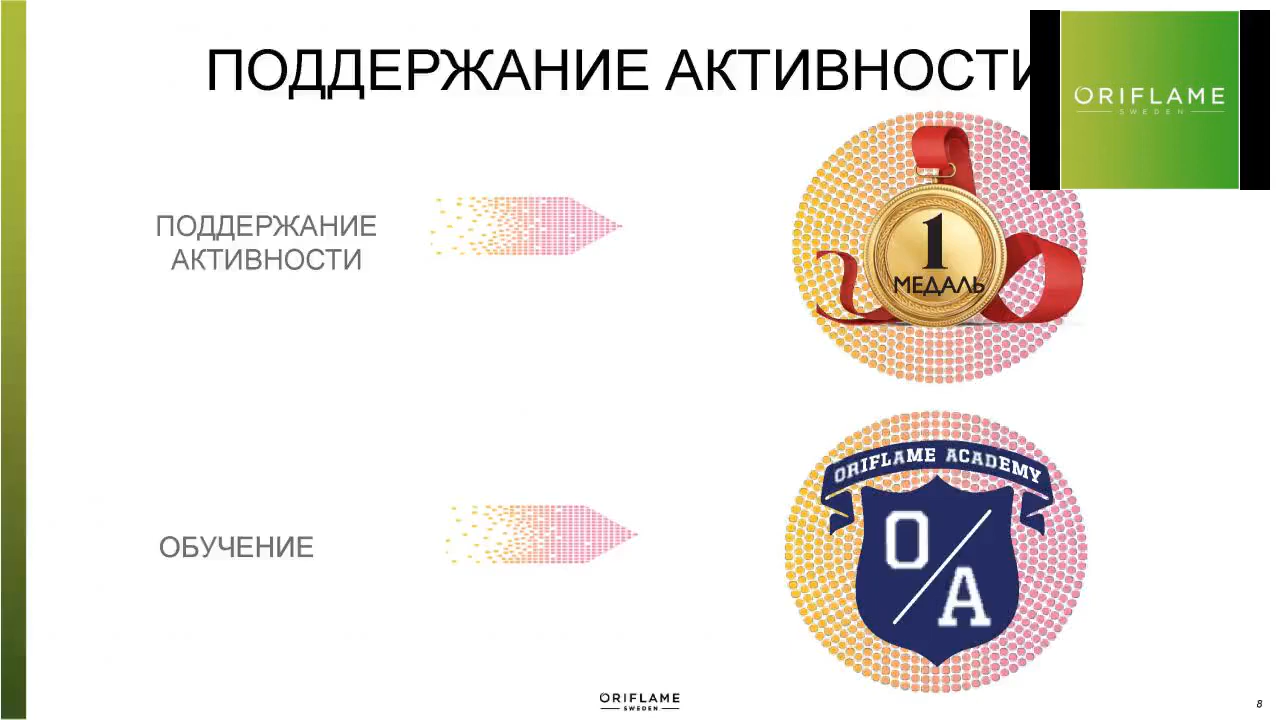 ПОДДЕРЖАНИЕ АКТИВНОСТИ
ORIFLAME
SWEDEN
ПОДДЕРЖАНИЕ
АКТИВНОСТИ
1
МЕДАЛЬ
ORIFLAME ACADEMY
O
A
ОБУЧЕНИЕ
ORIFLAME
SWEDEN
8